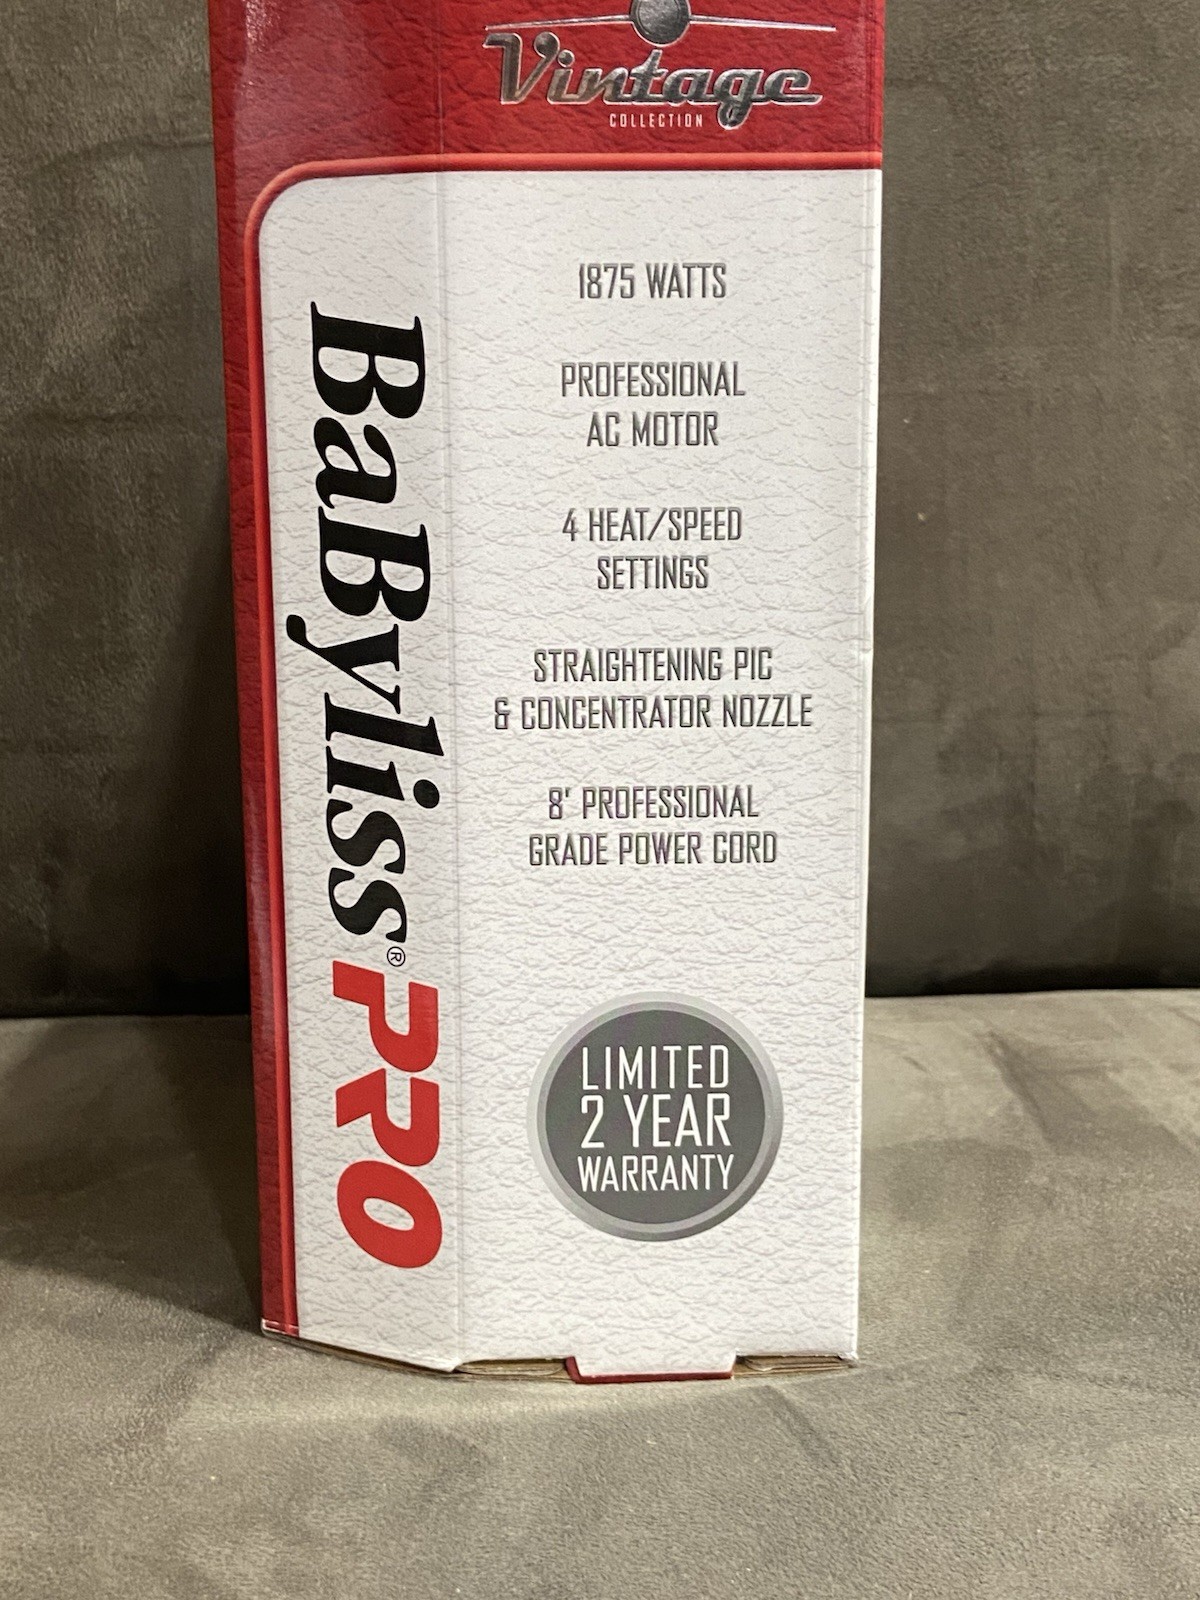 Vintage
COLLECTION
BaByliss®PRO
1875 WATTS
PROFESSIONAL
AC MOTOR
4 HEAT/SPEED
SETTINGS
STRAIGHTENING PIC
& CONCENTRATOR NOZZLE
8' PROFESSIONAL
GRADE POWER CORD
LIMITED
2 YEAR
WARRANTY